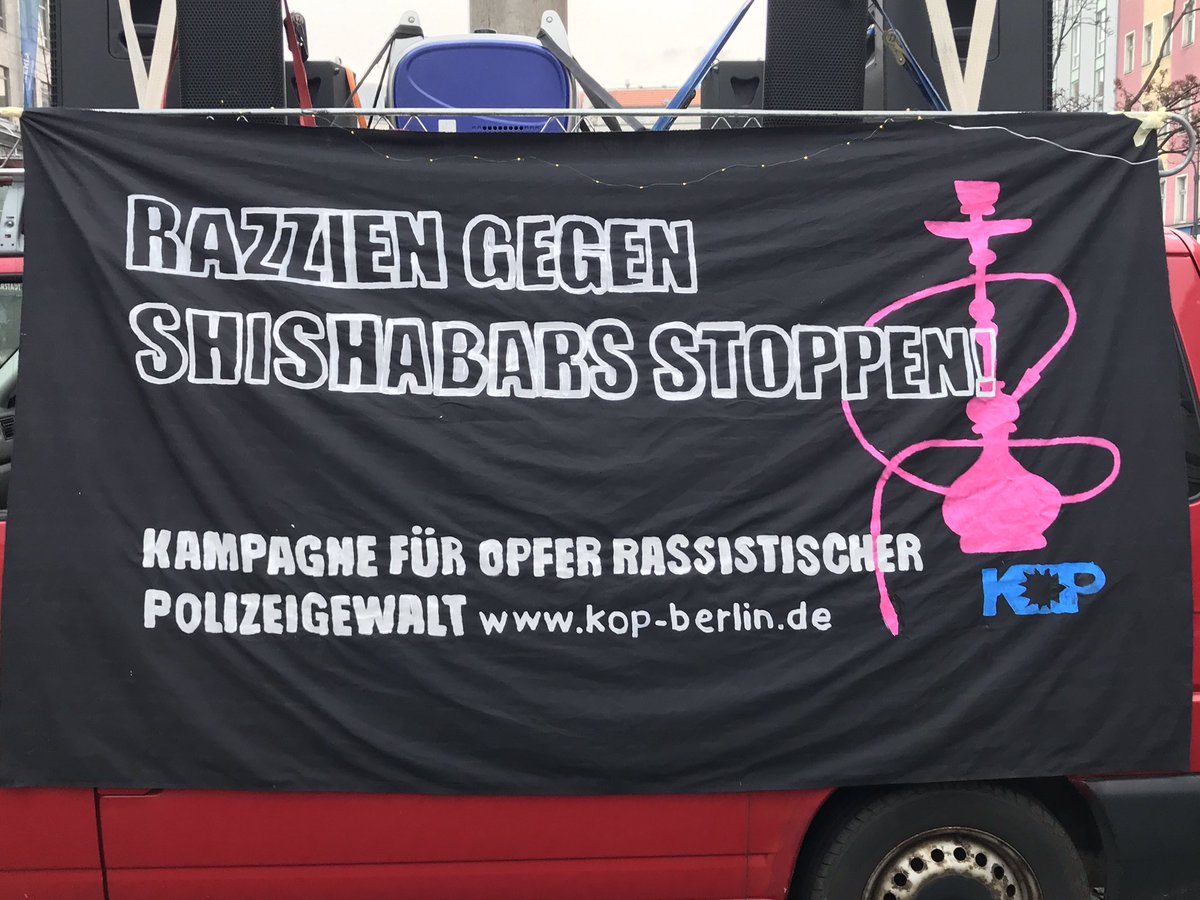 RAZZIEN GEGEN
SHISHABARS STOPPEN!
KAMPAGNE FÜR OPFER RASSISTISCHER
POLIZEIGEWALT www.kop-berlin.de
KOP